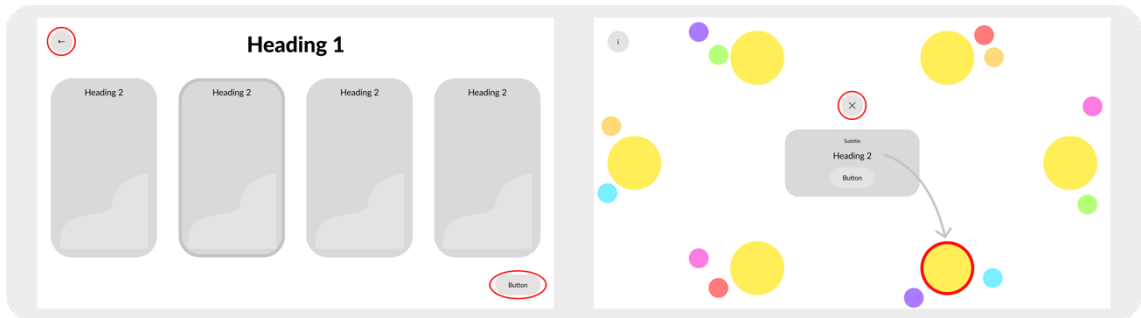 ←
Heading 1
Heading 2
Heading 2
Heading 2
Heading 2
Button
i
×
Subtitle
Heading 2
Button